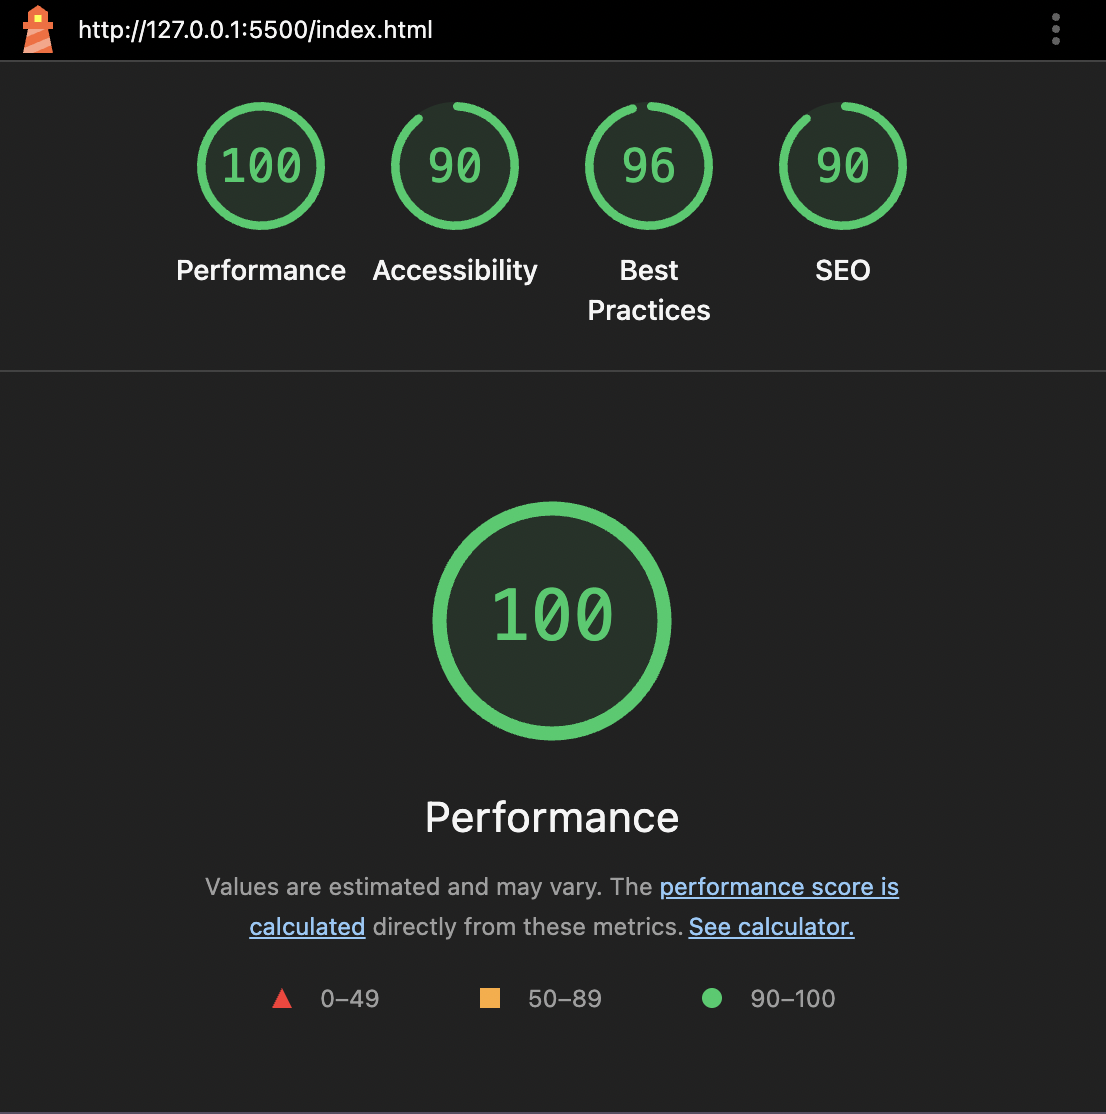 http://127.0.0.1:5500/index.html
100
90
96
90
Performance
Accessibility
Best
Practices
SEO
100
Performance
Values are estimated and may vary. The performance score is
calculated directly from these metrics. See calculator.
0–49
50–89
90–100